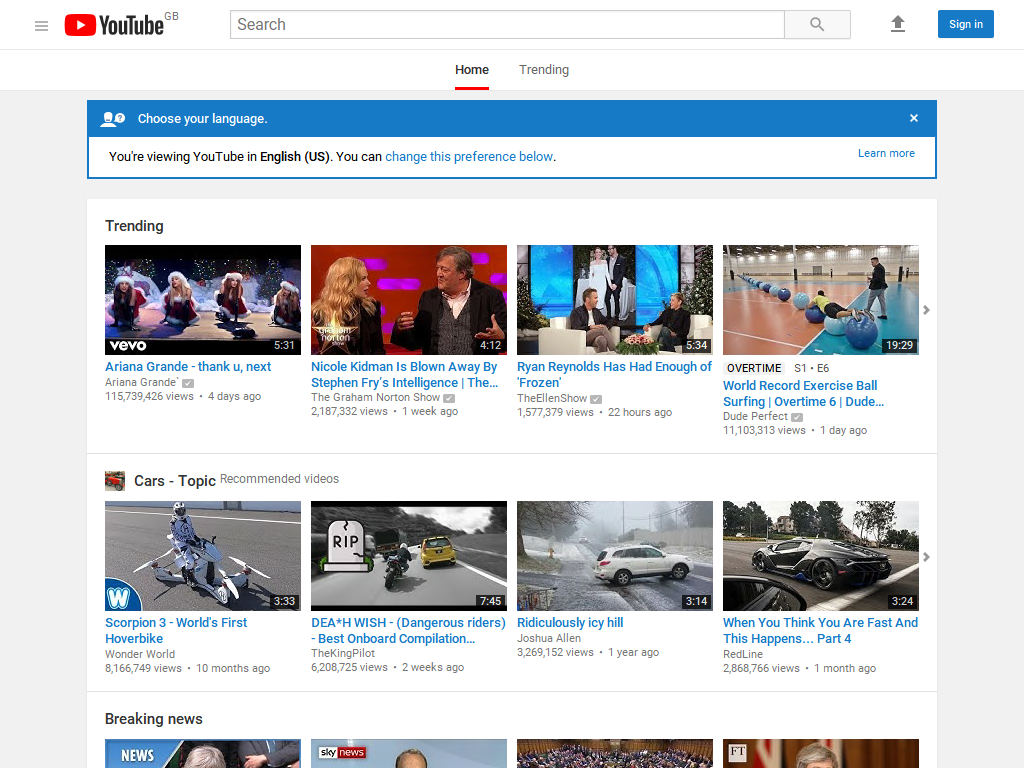 YouTube GB
Search
Sign in
Home
Trending
Choose your language.
×
You're viewing YouTube in English (US). You can change this preference below.
Learn more
Trending
vevo
5:31
graham norton show
4:12
5:34
19:29
Ariana Grande - thank u, next
Ariana Grande`
115,739,426 views • 4 days ago
Nicole Kidman Is Blown Away By
Stephen Fry's Intelligence | The...
The Graham Norton Show
2,187,332 views • 1 week ago
Ryan Reynolds Has Had Enough of
'Frozen'
TheEllenShow
1,577,379 views • 22 hours ago
OVERTIME S1 • E6
World Record Exercise Ball
Surfing | Overtime 6 | Dude...
Dude Perfect
11,103,313 views • 1 day ago
Cars - Topic Recommended videos
W
3:33
RIP
7:45
3:14
3:24
Scorpion 3 - World's First
Hoverbike
Wonder World
8,166,749 views • 10 months ago
DEA*H WISH - (Dangerous riders)
- Best Onboard Compilation...
TheKingPilot
6,208,725 views • 2 weeks ago
Ridiculously icy hill
Joshua Allen
3,269,152 views • 1 year ago
When You Think You Are Fast And
This Happens... Part 4
RedLine
2,868,766 views • 1 month ago
Breaking news
NEWS
sky news
FT